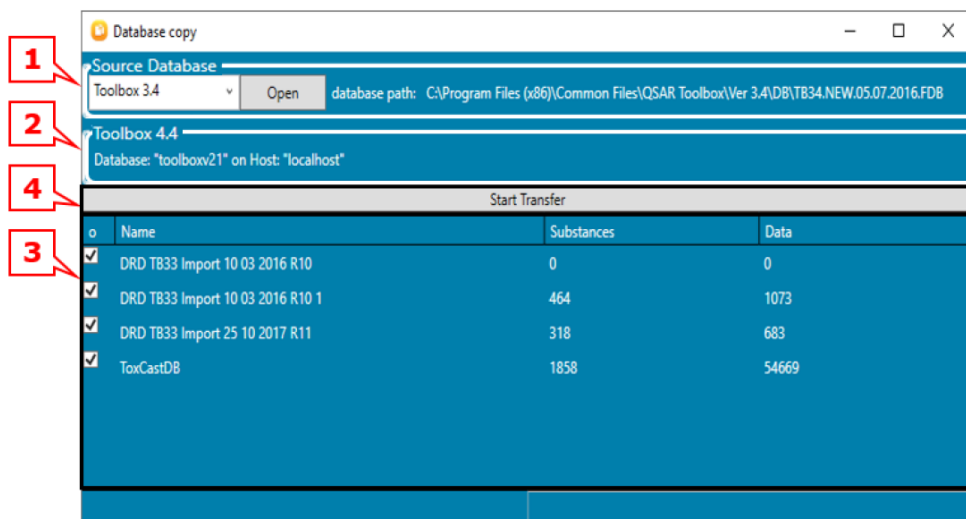 Database copy
1
Source Database
Toolbox 3.4 Open database path: C:\Program Files (x86)\Common Files\QSAR Toolbox\Ver 3.4\DB\TB34.NEW.05.07.2016.FDB
2
Toolbox 4.4
Database: "toolboxv21" on Host: "localhost"
4
Start Transfer
o Name Substances Data
3
DRD TB33 Import 10 03 2016 R10 0 0
DRD TB33 Import 10 03 2016 R10 1 464 1073
DRD TB33 Import 25 10 2017 R11 318 683
ToxCastDB 1858 54669